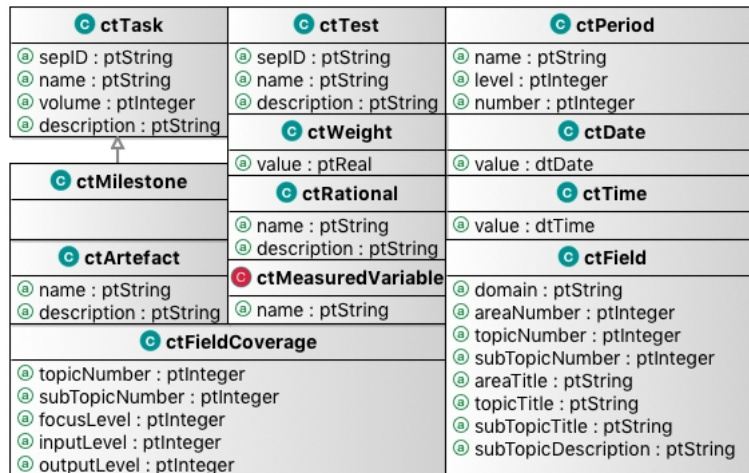 C ctTask
a sepID : ptString
a name : ptString
a volume : ptInteger
a description : ptString
C ctMilestone
C ctArtefact
a name : ptString
a description : ptString
C ctTest
a sepID : ptString
a name : ptString
a description : ptString
C ctWeight
a value : ptReal
C ctRational
a name : ptString
a description : ptString
C ctMeasuredVariable
a name : ptString
C ctPeriod
a name : ptString
a level : ptInteger
a number : ptInteger
C ctDate
a value : dtDate
C ctTime
a value : dtTime
C ctField
a domain : ptString
a areaNumber : ptInteger
a topicNumber : ptInteger
a subTopicNumber : ptInteger
a areaTitle : ptString
a topicTitle : ptString
a subTopicTitle : ptString
a subTopicDescription : ptString
C ctFieldCoverage
a topicNumber : ptInteger
a subTopicNumber : ptInteger
a focusLevel : ptInteger
a inputLevel : ptInteger
a outputLevel : ptInteger